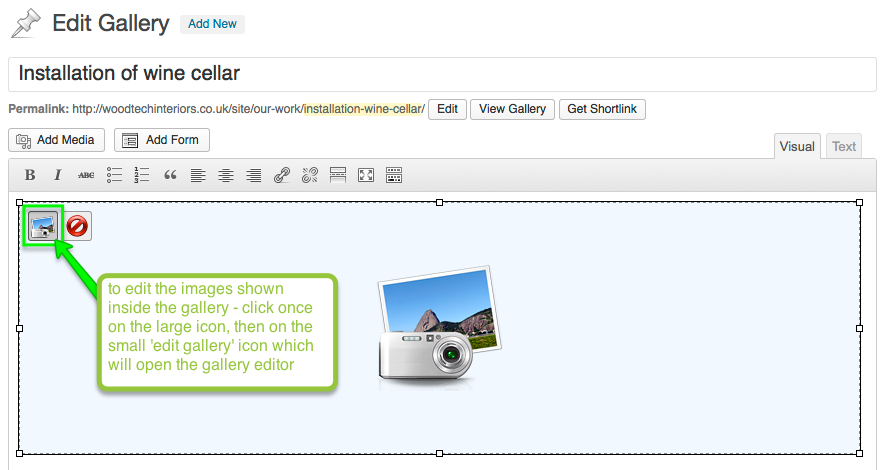 Edit Gallery Add New
Installation of wine cellar
Permalink: http://woodtechinteriors.co.uk/site/our-work/installation-wine-cellar/ Edit View Gallery Get Shortlink
Add Media Add Form
Visual Text
B I ABC
to edit the images shown
inside the gallery - click once
on the large icon, then on the
small 'edit gallery' icon which
will open the gallery editor